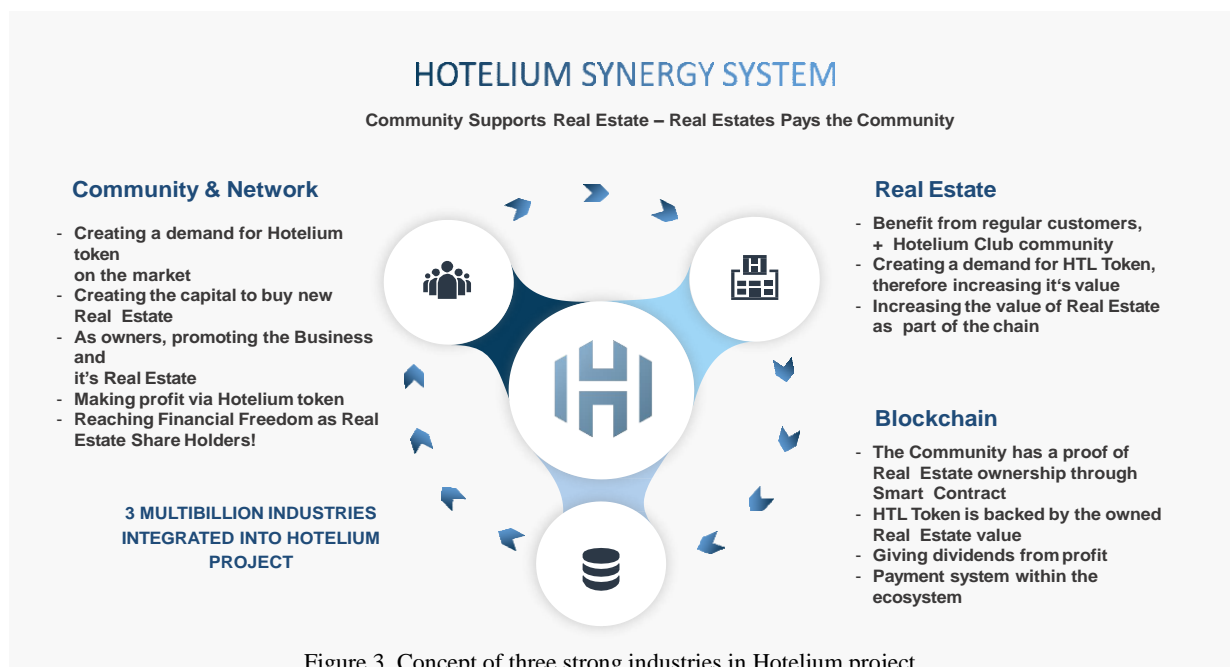 HOTELIUM SYNERGY SYSTEM
Community Supports Real Estate – Real Estates Pays the Community
Community & Network
- Creating a demand for Hotelium
token
on the market
- Creating the capital to buy new
Real Estate
- As owners, promoting the Business
and
it's Real Estate
- Making profit via Hotelium token
- Reaching Financial Freedom as Real
Estate Share Holders!
3 MULTIBILLION INDUSTRIES
INTEGRATED INTO HOTELIUM
PROJECT
Real Estate
- Benefit from regular customers,
+ Hotelium Club community
- Creating a demand for HTL Token,
therefore increasing it‘s value
- Increasing the value of Real Estate
as part of the chain
Blockchain
- The Community has a proof of
Real Estate ownership through
Smart Contract
- HTL Token is backed by the owned
Real Estate value
- Giving dividends from profit
- Payment system within the
ecosystem
H
Figure 3. Concept of three strong industries in Hotelium project